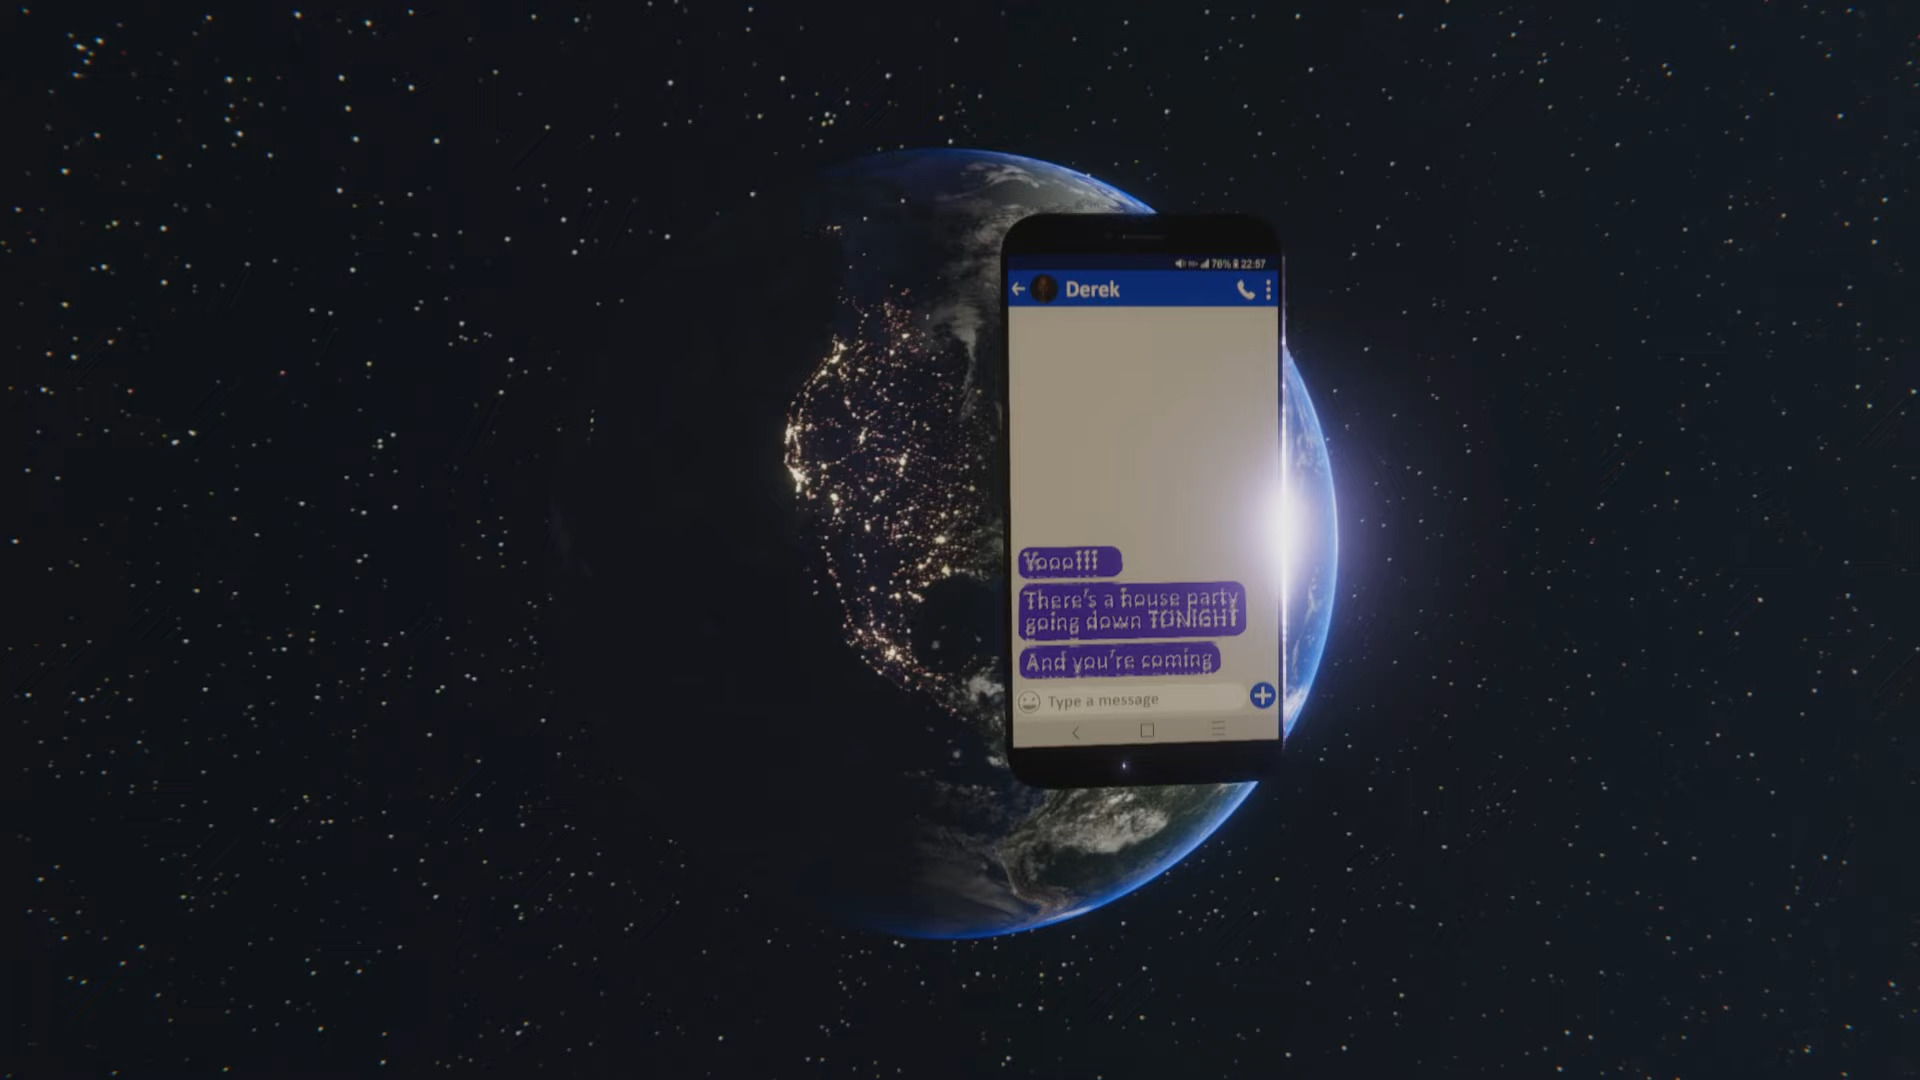 76% 22:57
Derek
Yooo!!!
There's a house party
going down TONIGHT
And you're coming
Type a message